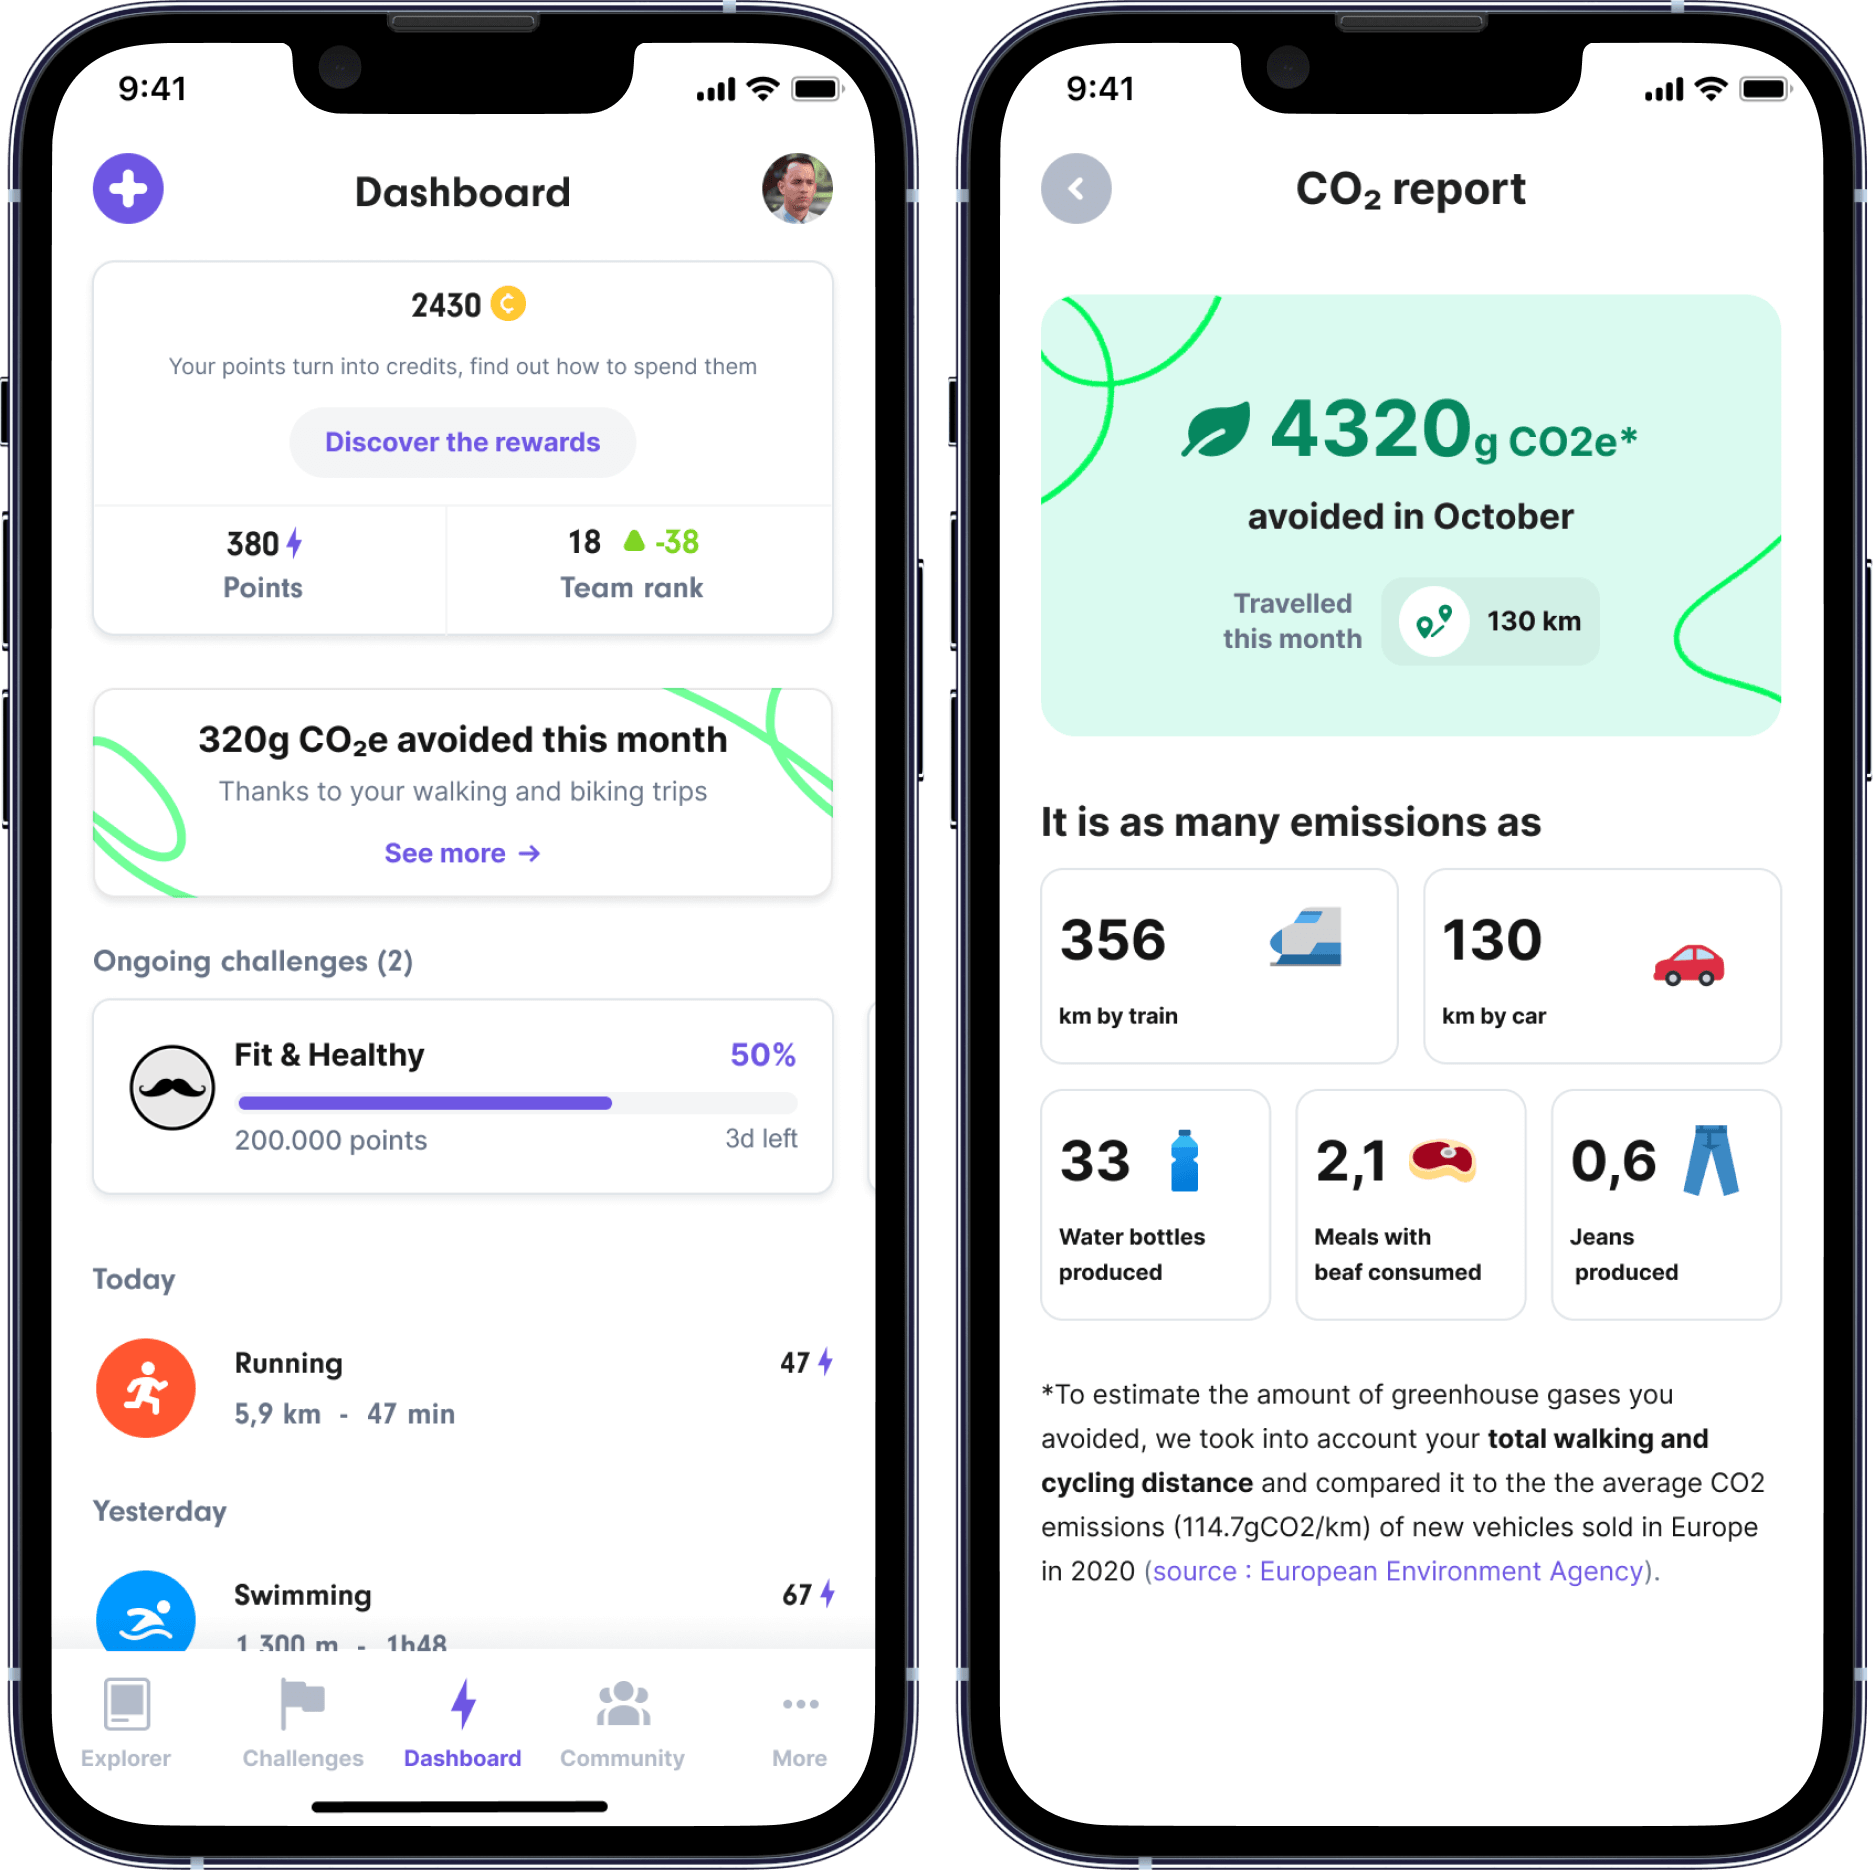 9:41
Dashboard
2430
Your points turn into credits, find out how to spend them
Discover the rewards
380
Points
18 -38
Team rank
320g CO₂e avoided this month
Thanks to your walking and biking trips
See more →
Ongoing challenges (2)
Fit & Healthy 50%
200.000 points 3d left
Today
Running 47
5,9 km - 47 min
Yesterday
Swimming 67
1 300 m - 1h48
Explorer Challenges Dashboard Community More
9:41
CO₂ report
4320g CO2e*
avoided in October
Travelled
this month
130 km
It is as many emissions as
356
km by train
130
km by car
33
Water bottles
produced
2,1
Meals with
beaf consumed
0,6
Jeans
produced
*To estimate the amount of greenhouse gases you
avoided, we took into account your total walking and
cycling distance and compared it to the the average CO2
emissions (114.7gCO2/km) of new vehicles sold in Europe
in 2020 (source : European Environment Agency).